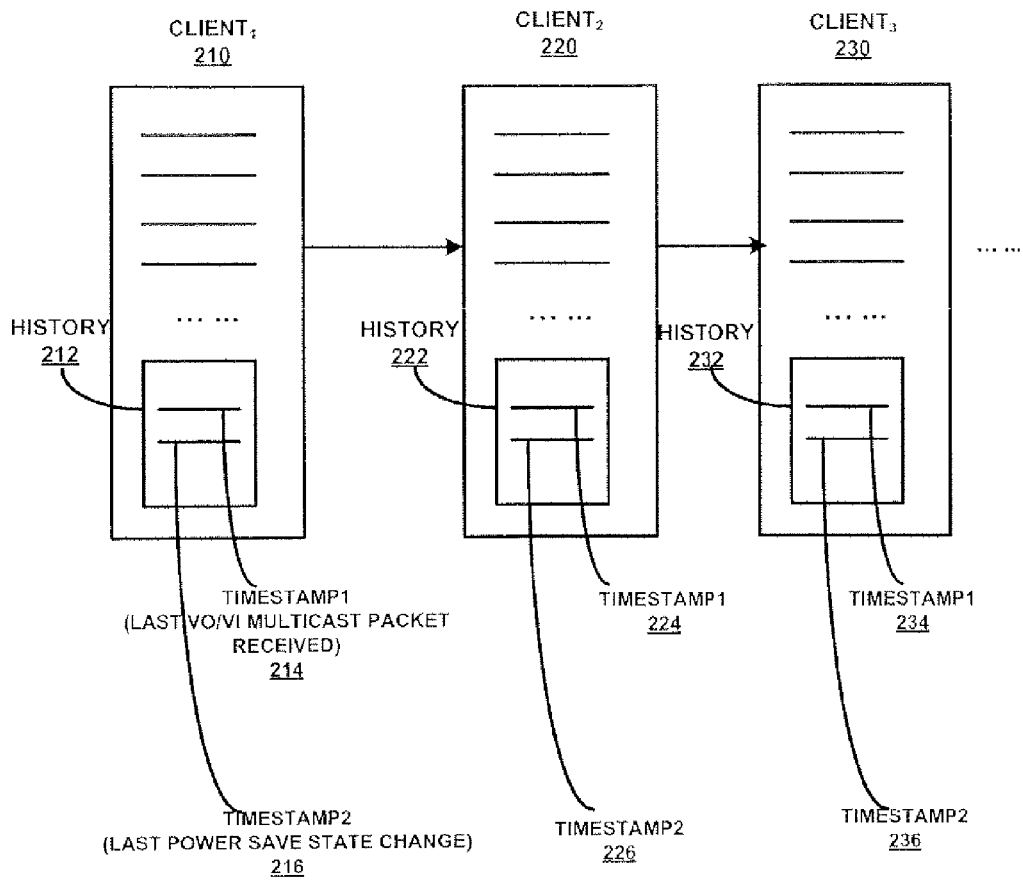 CLIENT₁
210
CLIENT₂
220
CLIENT₃
230
... ...
... ...
... ...
... ...
HISTORY
212
HISTORY
222
HISTORY
232
TIMESTAMP1
(LAST VO/VI MULTICAST PACKET
RECEIVED)
214
TIMESTAMP1
224
TIMESTAMP1
234
TIMESTAMP2
(LAST POWER SAVE STATE CHANGE)
216
TIMESTAMP2
226
TIMESTAMP2
236